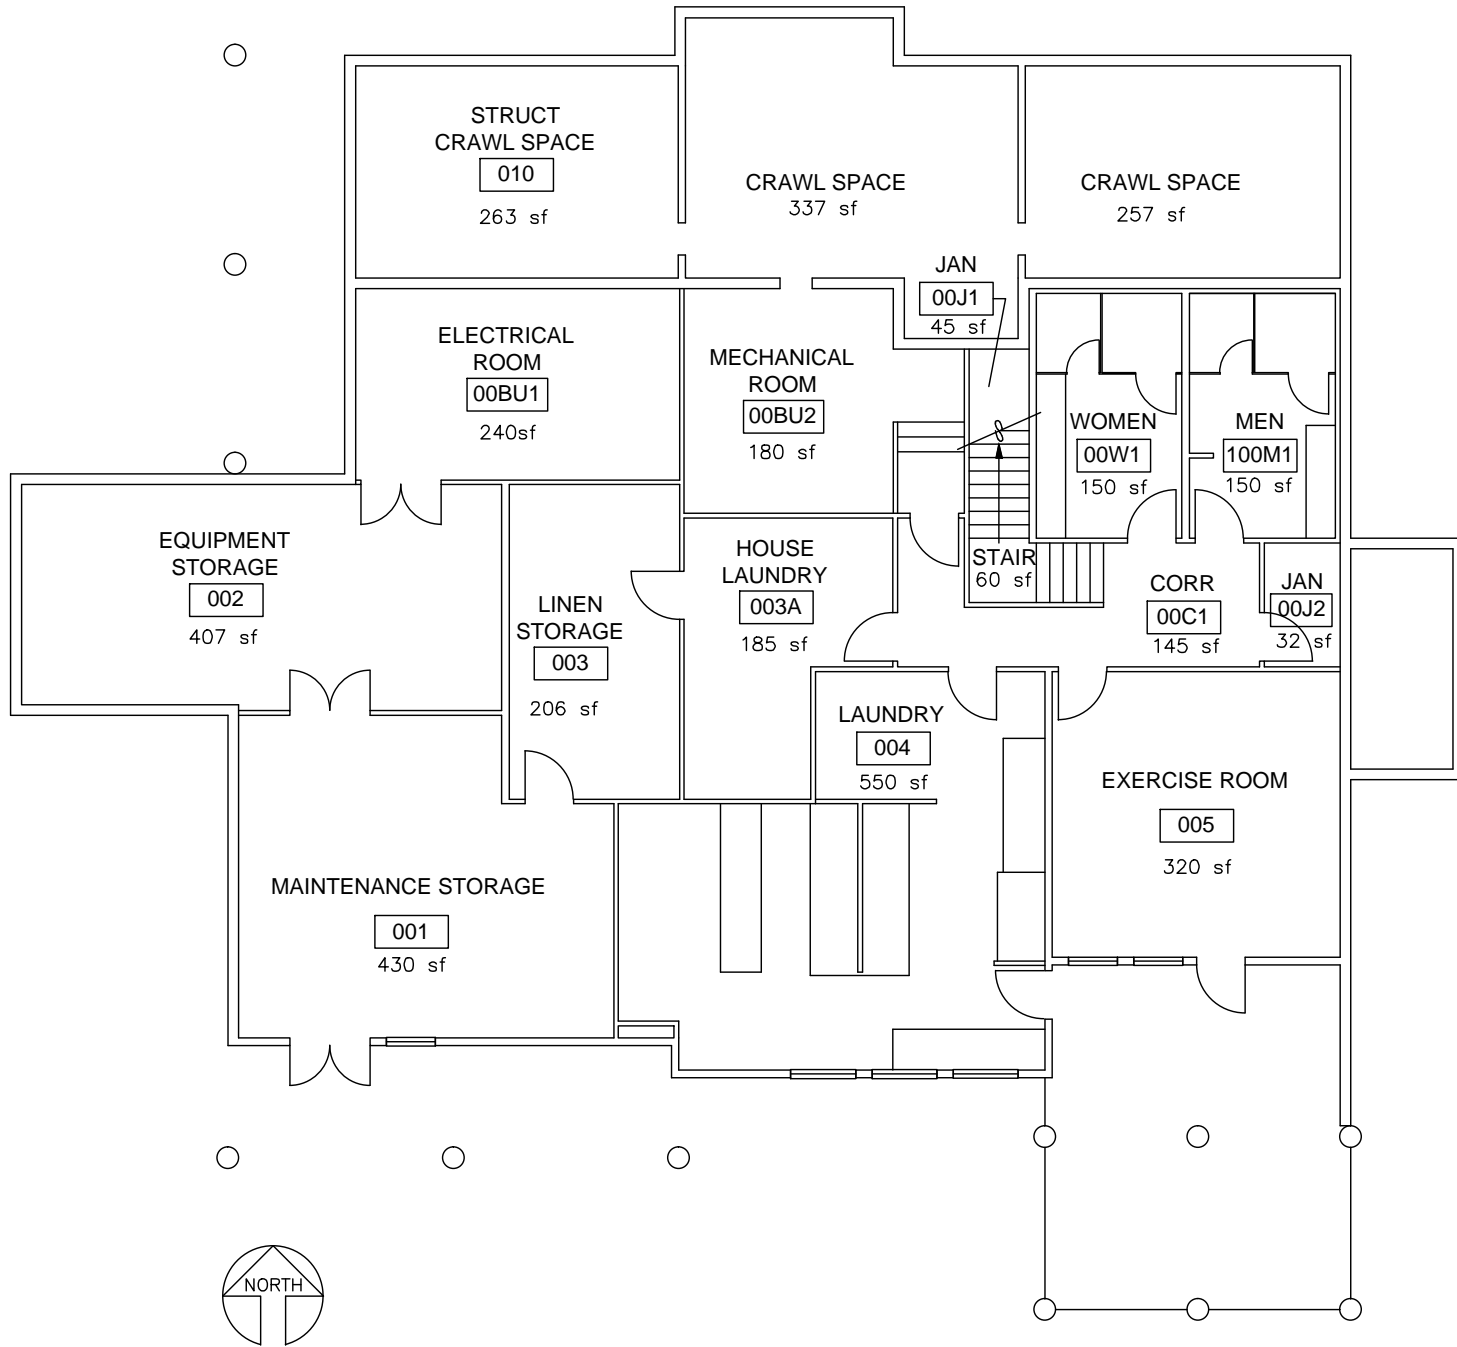 STRUCT
CRAWL SPACE
010
263 sf
CRAWL SPACE
337 sf
CRAWL SPACE
257 sf
JAN
00J1
45 sf
ELECTRICAL
ROOM
00BU1
240sf
MECHANICAL
ROOM
00BU2
180 sf
WOMEN
00W1
150 sf
MEN
100M1
150 sf
EQUIPMENT
STORAGE
002
407 sf
LINEN
STORAGE
003
206 sf
HOUSE
LAUNDRY
003A
185 sf
8
STAIR
60 sf
CORR
00C1
145 sf
JAN
00J2
32 sf
LAUNDRY
004
550 sf
EXERCISE ROOM
005
320 sf
MAINTENANCE STORAGE
001
430 sf
NORTH